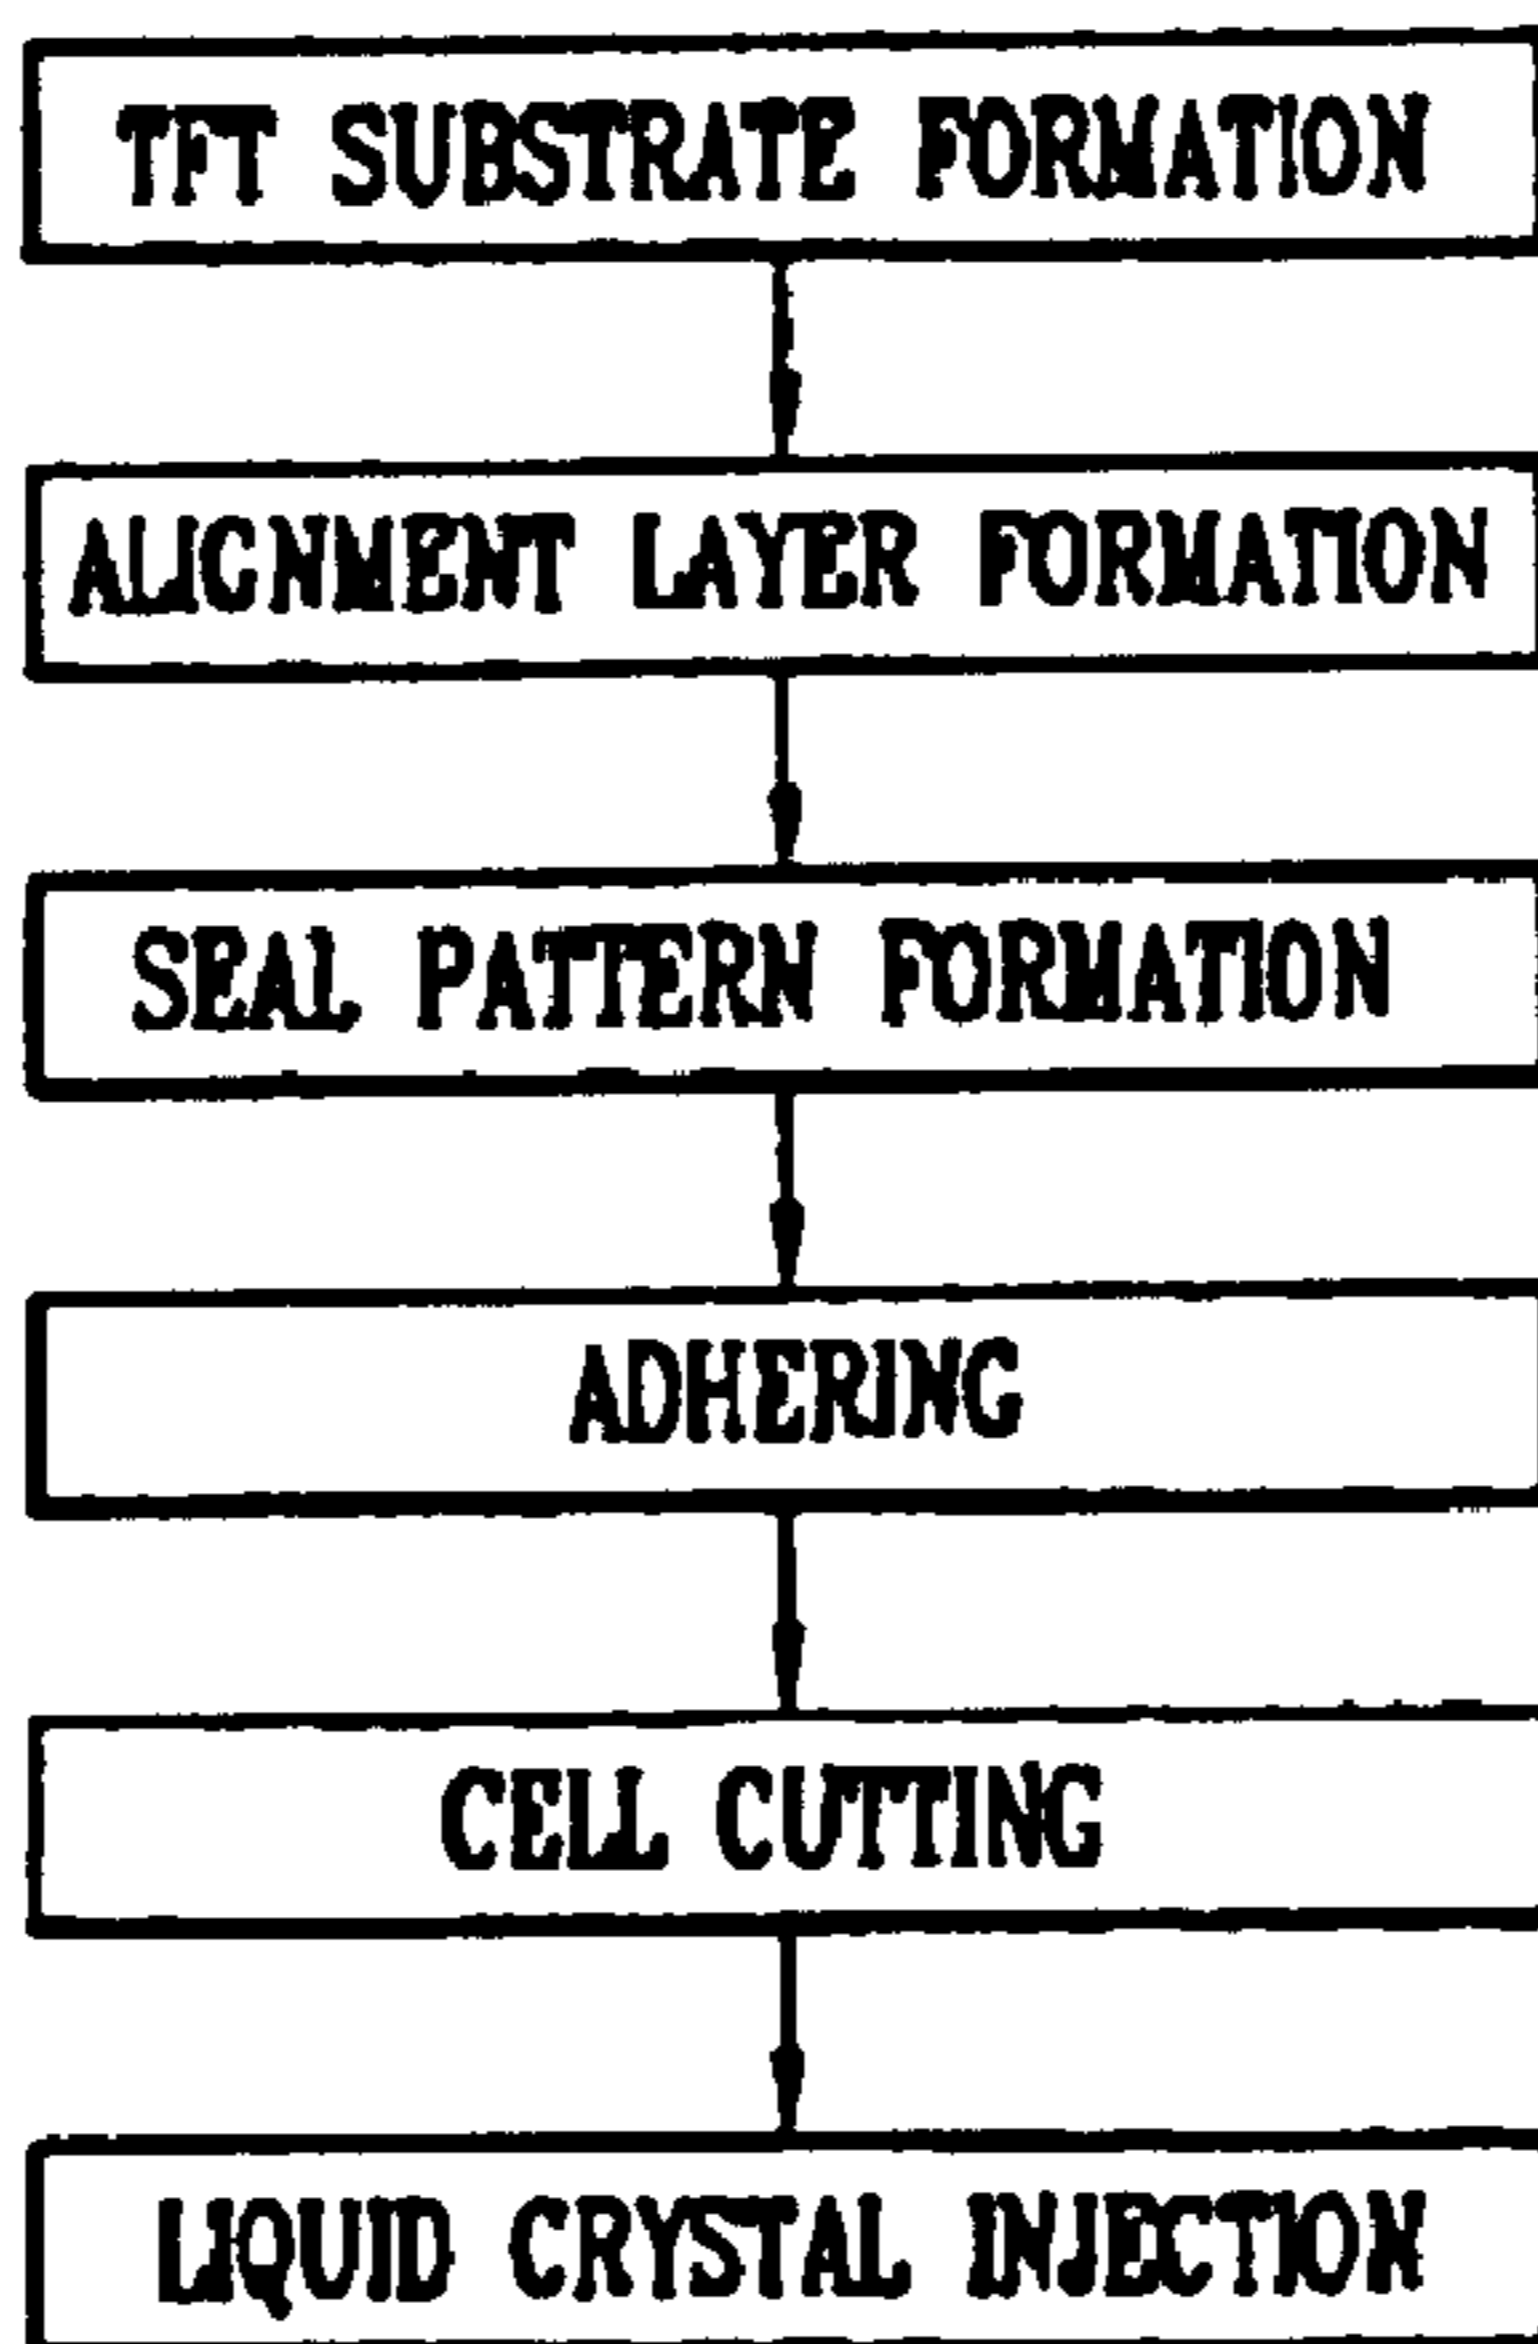 TFT SUBSTRATE FORMATION
ALIGNMENT LAYER FORMATION
SEAL PATTERN FORMATION
ADHERING
CELL CUTTING
LIQUID CRYSTAL INJECTION